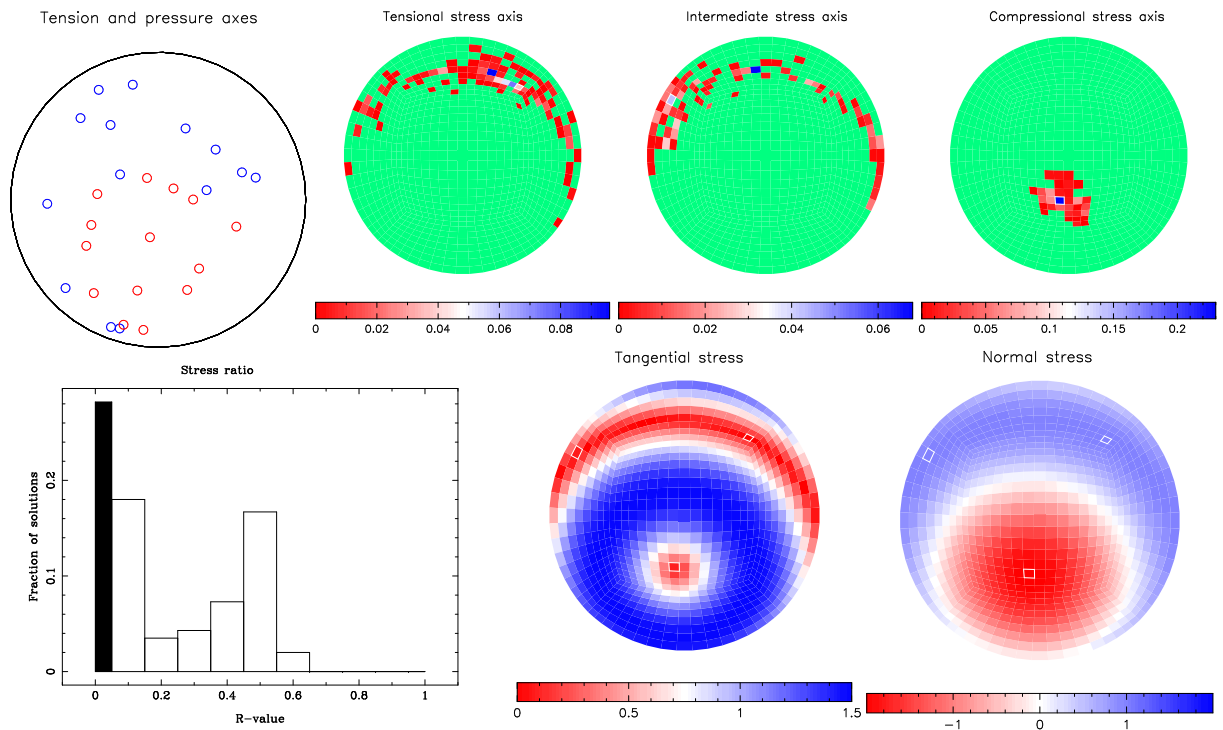 Tension and pressure axes
Tensional stress axis
Intermediate stress axis
Compressional stress axis
0 0.02 0.04 0.06 0.08
0 0.02 0.04 0.06
0 0.05 0.1 0.15 0.2
Stress ratio
Fraction of solutions
0 0.1 0.2
0 0.2 0.4 0.6 0.8 1
R-value
Tangential stress
0 0.5 1 1.5
Normal stress
-1 0 1